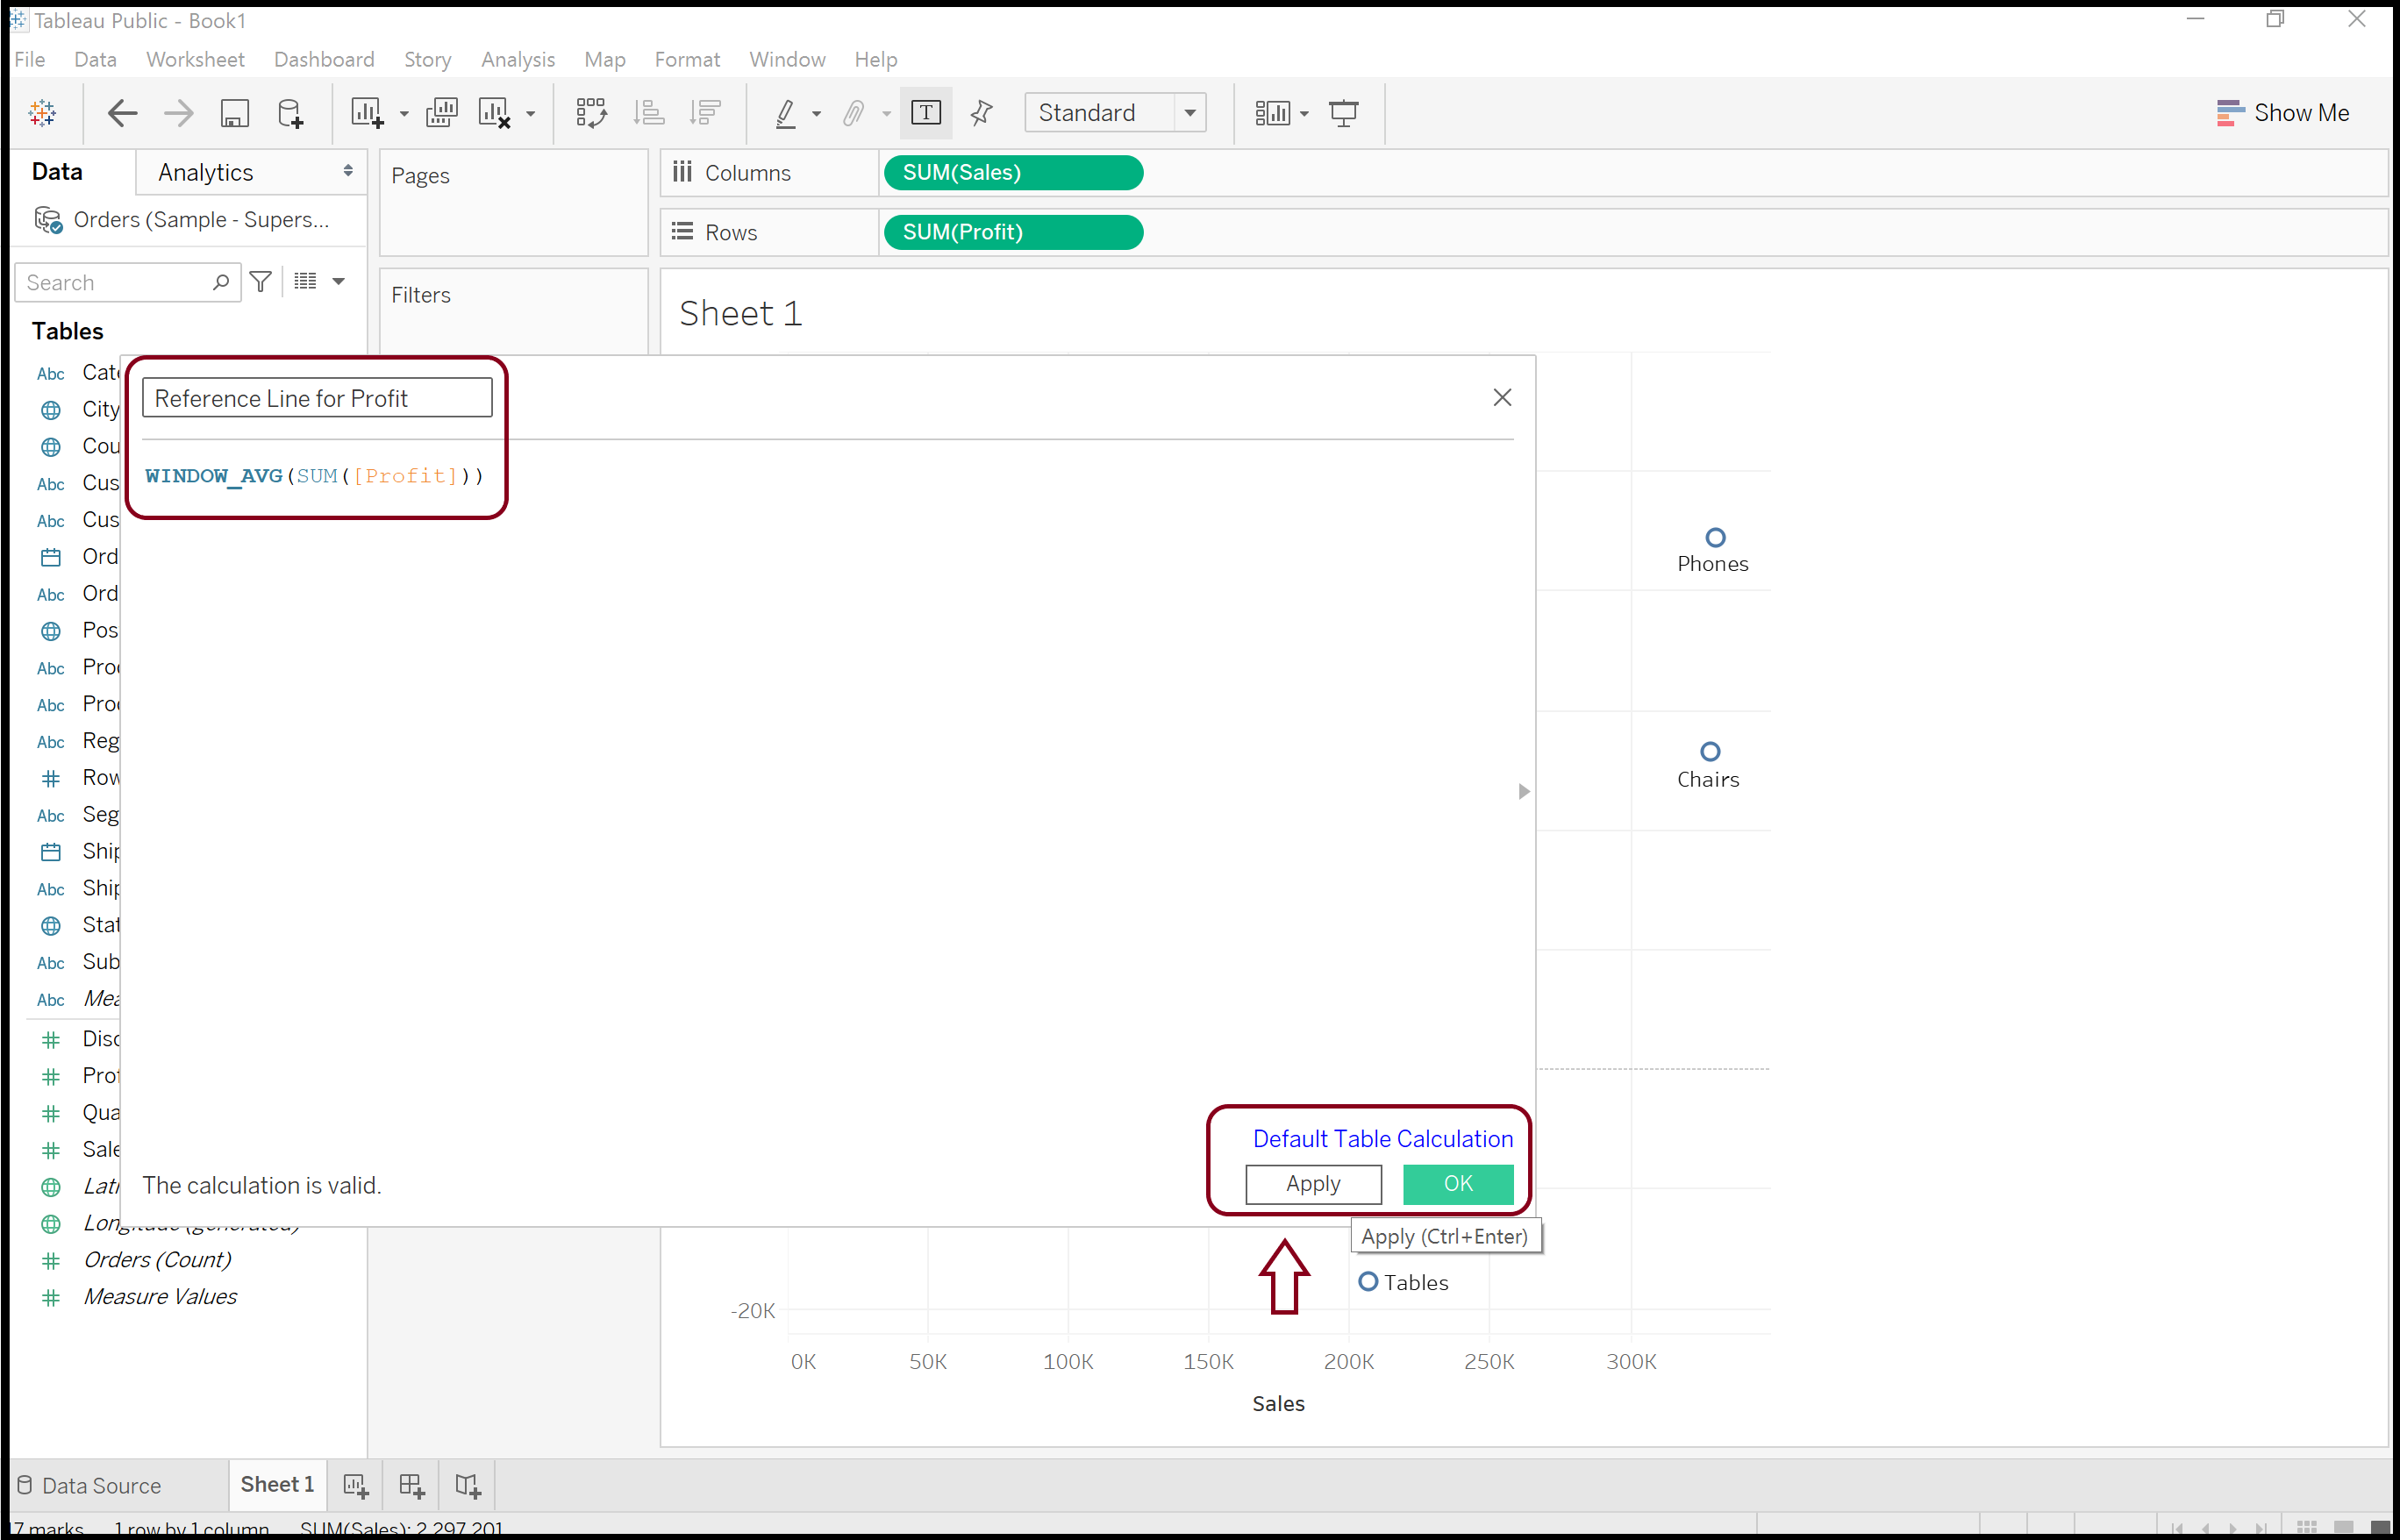 Tableau Public - Book1
File Data Worksheet Dashboard Story Analysis Map Format Window Help
Standard
Show Me
Data Analytics
Orders (Sample - Supers...
Search
Tables
Abc Cate
City
Cou
Abc Cus
Abc Cus
Ord
Abc Ord
Pos
Abc Pro
Abc Pro
Abc Reg
Row
Abc Seg
Ship
Abc Ship
Stat
Abc Sub
Abc Mea
Disc
Prof
Qua
Sale
Lati
Longitude (generated)
Orders (Count)
Measure Values
Pages
Filters
Columns SUM(Sales)
Rows SUM(Profit)
Sheet 1
Reference Line for Profit
WINDOW_AVG(SUM([Profit]))
The calculation is valid.
Default Table Calculation
Apply OK
Apply (Ctrl+Enter)
Phones
Chairs
Tables
-20K
0K 50K 100K 150K 200K 250K 300K
Sales
Data Source Sheet 1
17 marks 1 row by 1 column SUM(Sales): 2,297,201